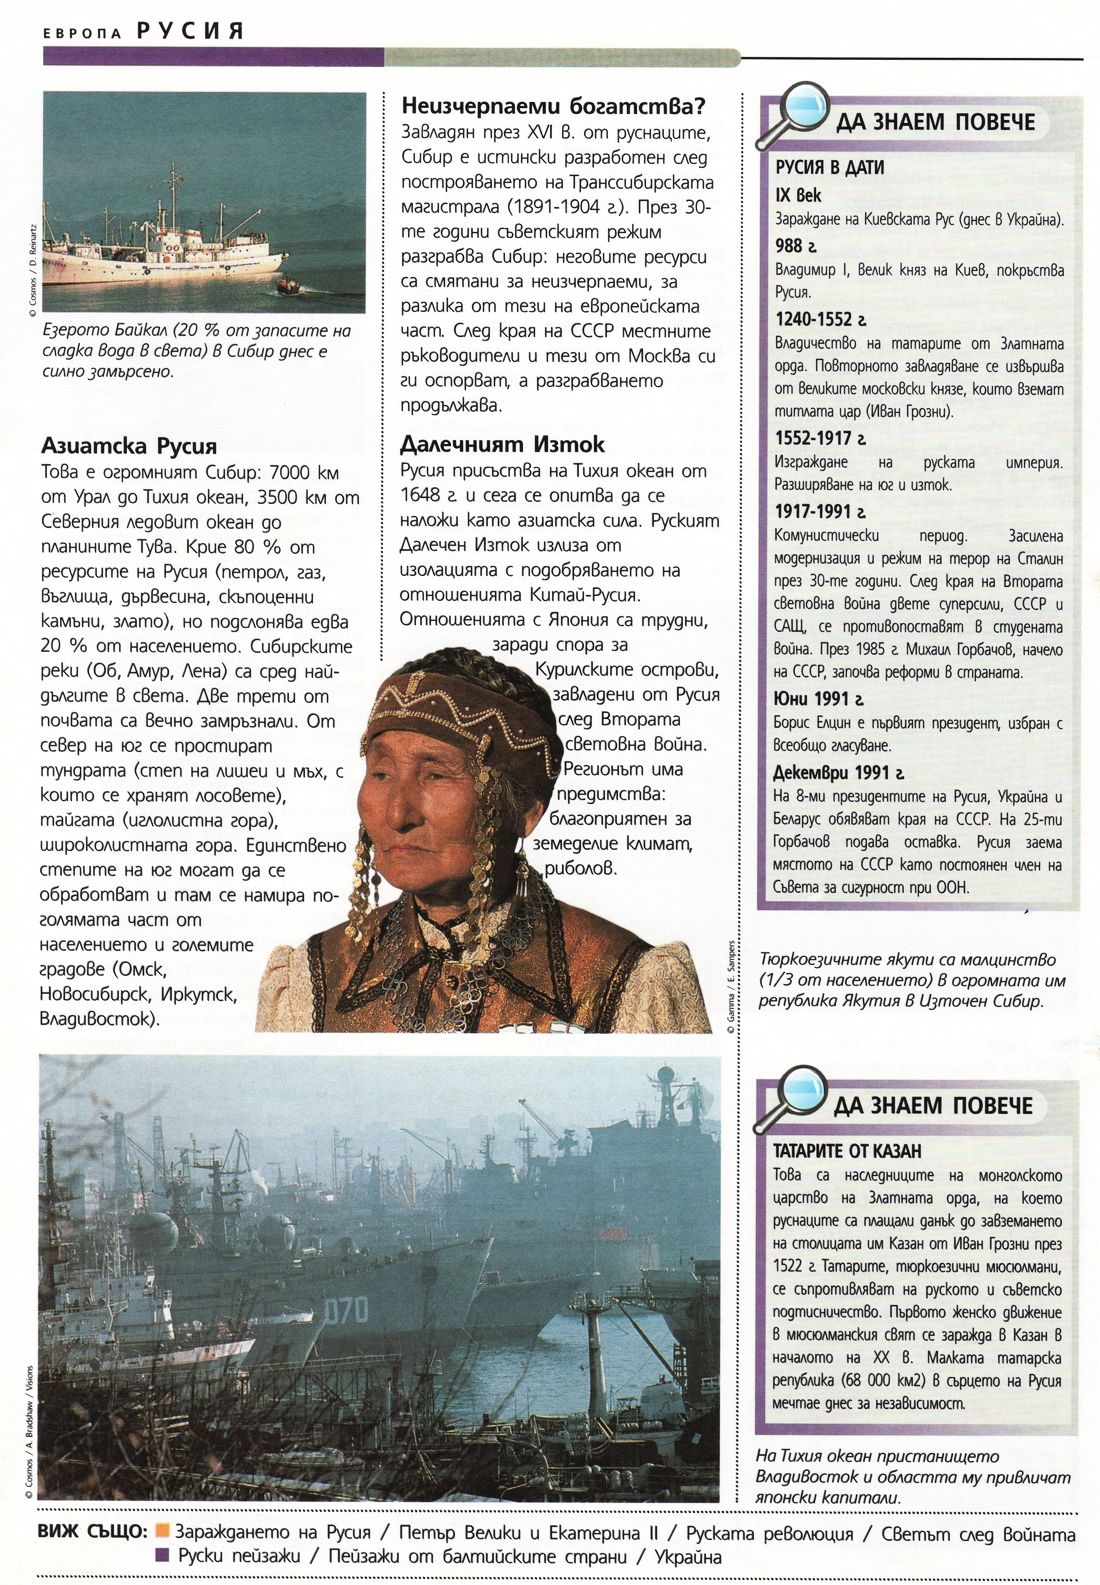 ЕВРОПА РУСИЯ
© Cosmos / D. Reinartz
Езерото Байкал (20 % от запасите на
сладка вода в света) в Сибир днес е
силно замърсено.
Азиатска Русия
Това е огромният Сибир: 7000 км
от Урал до Тихия океан, 3500 км от
Северния ледовит океан до
планините Тува. Крие 80 % от
ресурсите на Русия (петрол, газ,
въглища, дървесина, скъпоценни
камъни, злато), но подслонява едва
20 % от населението. Сибирските
реки (Об, Амур, Лена) са сред най-
дългите в света. Две трети от
почвата са вечно замръзнали. От
север на юг се простират
тундрата (степ на лишеи и мъх, с
които се хранят лосовете),
тайгата (иглолистна гора),
широколистната гора. Единствено
степите на юг могат да се
обработват и там се намира по-
голямата част от
населението и големите
градове (Омск,
Новосибирск, Иркутск,
Владивосток).
Неизчерпаеми богатства?
Завладян през XVI в. от руснаците,
Сибир е истински разработен след
построяването на Транссибирската
магистрала (1891-1904 г.). През 30-
те години съветският режим
разграбва Сибир: неговите ресурси
са смятани за неизчерпаеми, за
разлика от тези на европейската
част. След края на СССР местните
ръководители и тези от Москва си
ги оспорват, а разграбването
продължава.
Далечният Изток
Русия присъства на Тихия океан от
1648 г. и сега се опитва да се
наложи като азиатска сила. Руският
Далечен Изток излиза от
изолацията с подобряването на
отношенията Китай-Русия.
Отношенията с Япония са трудни,
заради спора за
Курилските острови,
завладени от Русия
след Втората
световна война.
Регионът има
предимства:
благоприятен за
земеделие климат,
риболов.
© Gamma / E. Sampers
ДА ЗНАЕМ ПОВЕЧЕ
РУСИЯ В ДАТИ
IX век
Зараждане на Киевската Рус (днес в Украйна).
988 г.
Владимир I, велик княз на Киев, покръства
Русия.
1240-1552 г.
Владичество на татарите от Златната
орда. Повторното завладяване се извършва
от великите московски князе, които вземат
титлата цар (Иван Грозни).
1552-1917 г.
Изграждане на руската империя.
Разширяване на юг и изток.
1917-1991 г.
Комунистически период. Засилена
модернизация и режим на терор на Сталин
през 30-те години. След края на Втората
световна война двете суперсили, СССР и
САЩ, се противопоставят в студената
война. През 1985 г. Михаил Горбачов, начело
на СССР, започва реформи в страната.
Юни 1991 г.
Борис Елцин е първият президент, избран с
всеобщо гласуване.
Декември 1991 г.
На 8-ми президентите на Русия, Украйна и
Беларус обявяват края на СССР. На 25-ти
Горбачов подава оставка. Русия заема
мястото на СССР като постоянен член на
Съвета за сигурност при ООН.
Тюркоезичните якути са малцинство
(1/3 от населението) в огромната им
република Якутия в Източен Сибир.
ДА ЗНАЕМ ПОВЕЧЕ
ТАТАРИТЕ ОТ КАЗАН
Това са наследниците на монголското
царство на Златната орда, на което
руснаците са плащали данък до завземането
на столицата им Казан от Иван Грозни през
1522 г. Татарите, тюркоезични мюсюлмани,
се съпротивляват на руското и съветско
подтисничество. Първото женско движение
в мюсюлманския свят се заражда в Казан в
началото на XX в. Малката татарска
република (68 000 км2) в сърцето на Русия
мечтае днес за независимост.
070
© Cosmos / A. Bradshaw / Visions
На Тихия океан пристанището
Владивосток и областта му привличат
японски капитали.
ВИЖ СЪЩО: Зараждането на Русия / Петър Велики и Екатерина II / Руската революция / Светът след войната
Руски пейзажи / Пейзажи от балтийските страни / Украйна